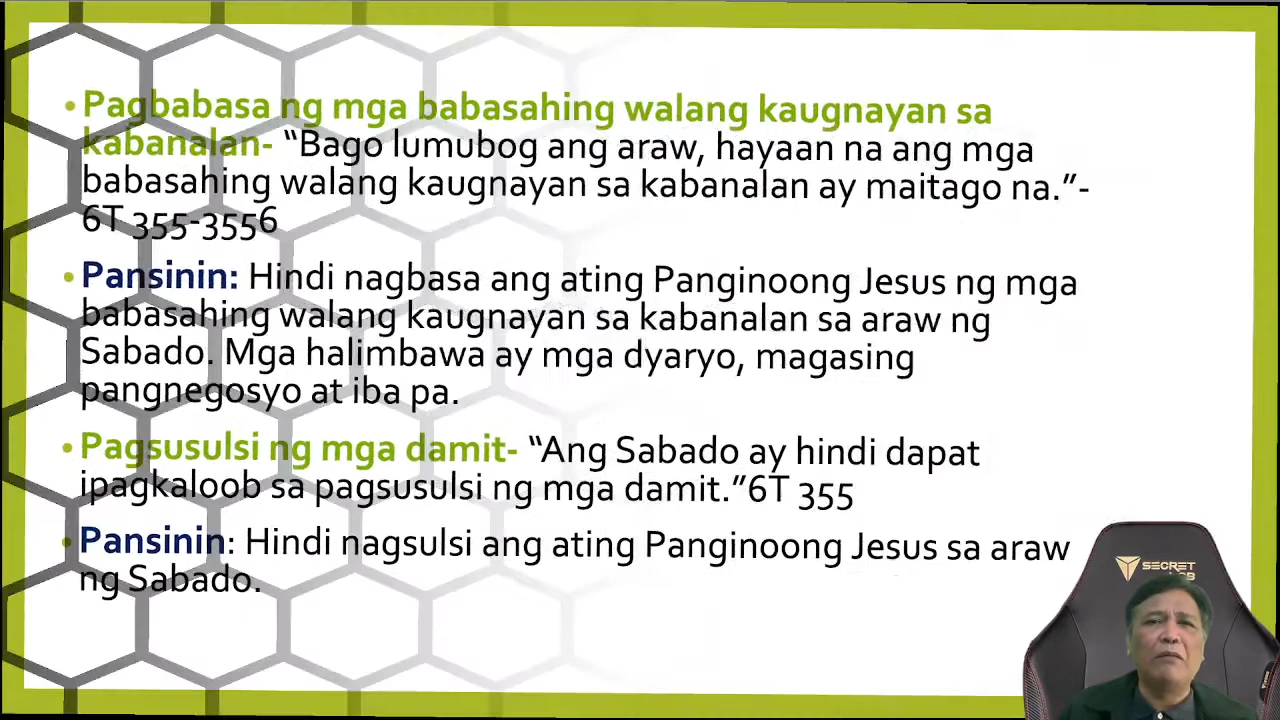 • Pagbabasa ng mga babasahing walang kaugnayan sa
kabanalan- “Bago lumubog ang araw, hayaan na ang mga
babasahing walang kaugnayan sa kabanalan ay maitago na.”-
6T 355-3556
• Pansinin: Hindi nagbasa ang ating Panginoong Jesus ng mga
babasahing walang kaugnayan sa kabanalan sa araw ng
Sabado. Mga halimbawa ay mga dyaryo, magasing
pangnegosyo at iba pa.
• Pagsusulsi ng mga damit- “Ang Sabado ay hindi dapat
ipagkaloob sa pagsusulsi ng mga damit.”6T 355
• Pansinin: Hindi nagsulsi ang ating Panginoong Jesus sa araw
ng Sabado.
SECRET